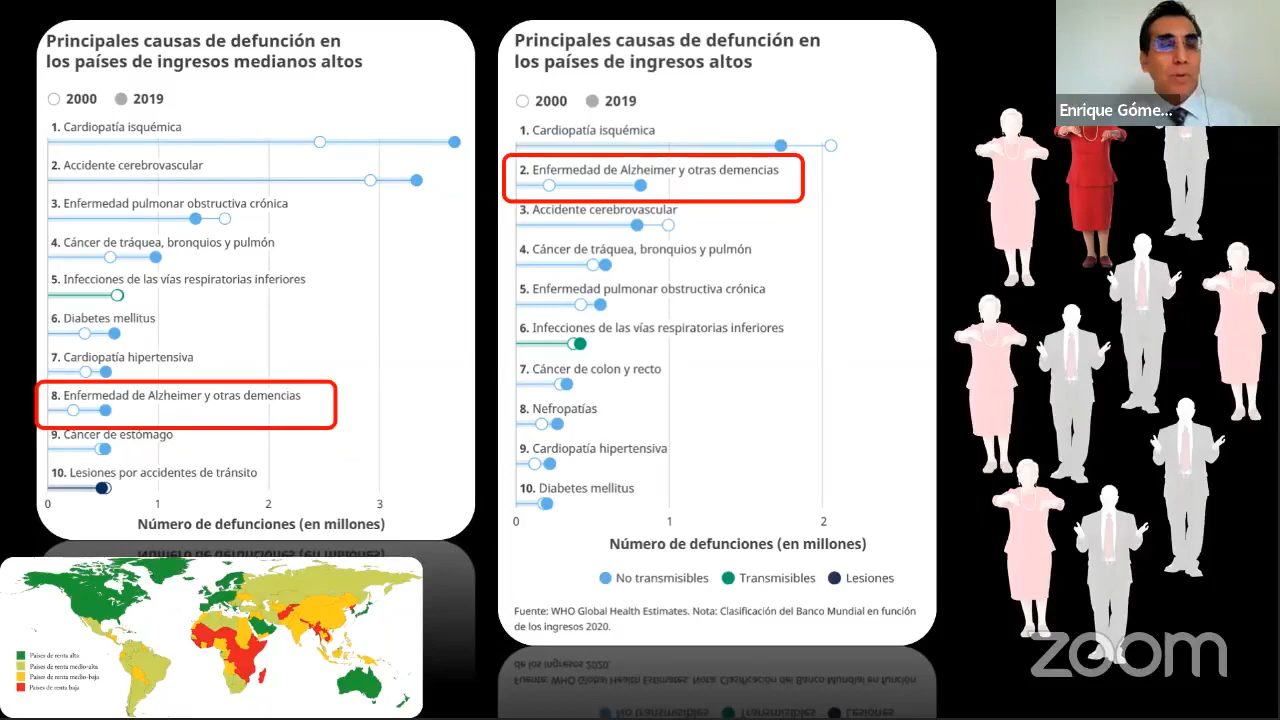 Principales causas de defunción en
los países de ingresos medianos altos
2000
2019
1. Cardiopatía isquémica
2. Accidente cerebrovascular
3. Enfermedad pulmonar obstructiva crónica
4. Cáncer de tráquea, bronquios y pulmón
5. Infecciones de las vías respiratorias inferiores
6. Diabetes mellitus
7. Cardiopatía hipertensiva
8. Enfermedad de Alzheimer y otras demencias
9. Cáncer de estómago
10. Lesiones por accidentes de tránsito
0 1 2 3
Número de defunciones (en millones)
Principales causas de defunción en
los países de ingresos altos
2000
2019
1. Cardiopatía isquémica
2. Enfermedad de Alzheimer y otras demencias
3. Accidente cerebrovascular
4. Cáncer de tráquea, bronquios y pulmón
5. Enfermedad pulmonar obstructiva crónica
6. Infecciones de las vías respiratorias inferiores
7. Cáncer de colon y recto
8. Nefropatías
9. Cardiopatía hipertensiva
10. Diabetes mellitus
0 1 2
Número de defunciones (en millones)
No transmisibles
Transmisibles
Lesiones
Fuente: WHO Global Health Estimates. Nota: Clasificación del Banco Mundial en función
de los ingresos 2020.
Países de renta alta
Países de renta medio-alta
Países de renta medio-baja
Países de renta baja
Enrique Góme...
zoom